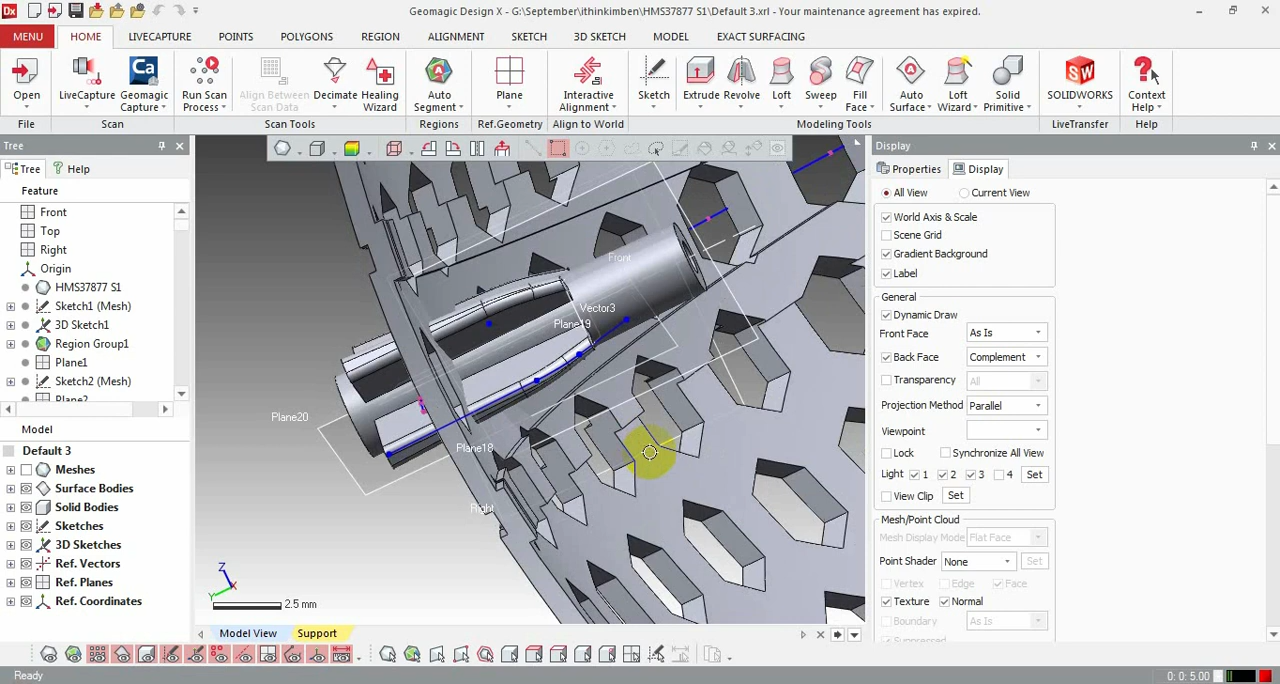 Geomagic Design X - G:\September\ithinkimben\HMS37877 S1\Default 3.xrl - Your maintenance agreement has expired.
MENU HOME LIVECAPTURE POINTS POLYGONS REGION ALIGNMENT SKETCH 3D SKETCH MODEL EXACT SURFACING
Open LiveCapture Geomagic Capture Run Scan Process Align Between Scan Data Decimate Healing Wizard Auto Segment Plane Interactive Alignment Sketch Extrude Revolve Loft Sweep Fill Face Auto Surface Loft Wizard Solid Primitive SOLIDWORKS Context Help
File Scan Scan Tools Regions Ref.Geometry Align to World Modeling Tools LiveTransfer Help
Tree
Tree Help
Feature
Front
Top
Right
Origin
HMS37877 S1
Sketch1 (Mesh)
3D Sketch1
Region Group1
Plane1
Sketch2 (Mesh)
Model
Default 3
Meshes
Surface Bodies
Solid Bodies
Sketches
3D Sketches
Ref. Vectors
Ref. Planes
Ref. Coordinates
Front
Vector3
Plane19
Plane20
Plane18
Right
Z
Y
X
2.5 mm
Model View Support
Display
Properties Display
All View Current View
World Axis & Scale
Scene Grid
Gradient Background
Label
General
Dynamic Draw
Front Face As Is
Back Face Complement
Transparency All
Projection Method Parallel
Viewpoint
Lock Synchronize All View
Light 1 2 3 4 Set
View Clip Set
Mesh/Point Cloud
Mesh Display Mode Flat Face
Point Shader None Set
Vertex Edge Face
Texture Normal
Boundary As Is
Ready
0: 0: 5.00